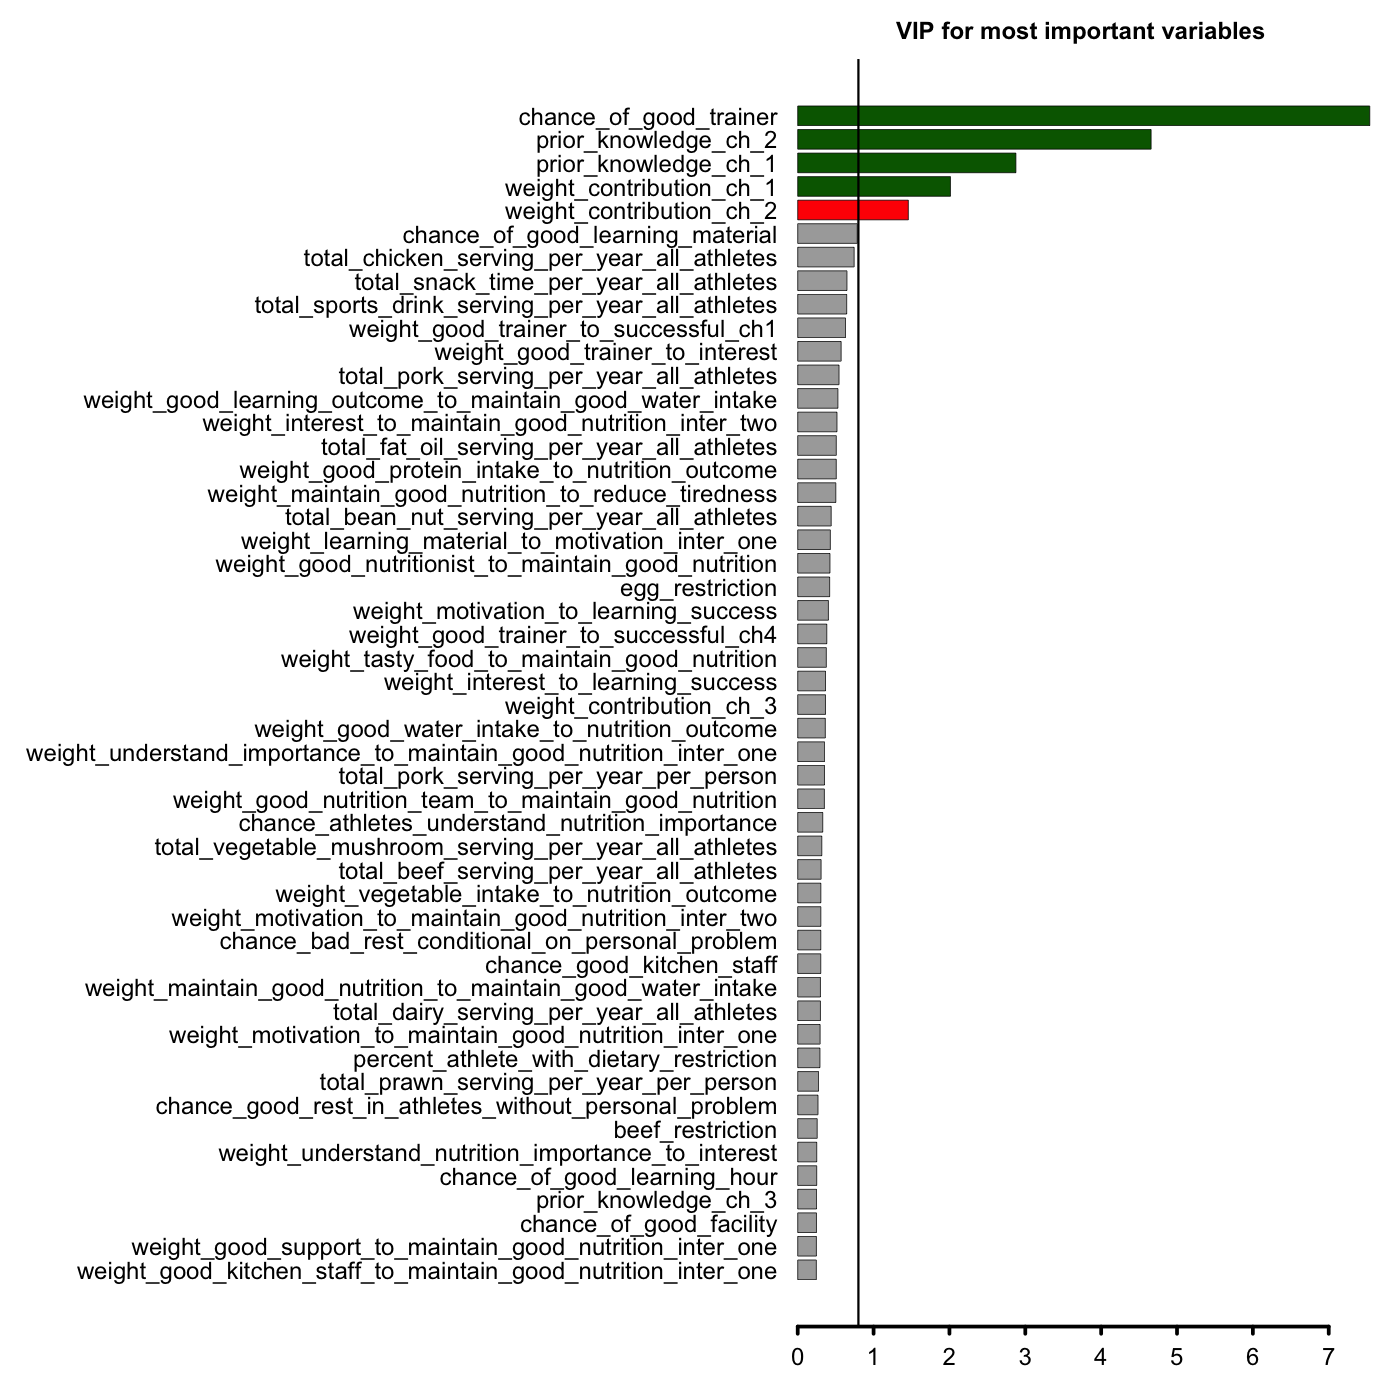 VIP for most important variables
chance_of_good_trainer
prior_knowledge_ch_2
prior_knowledge_ch_1
weight_contribution_ch_1
weight_contribution_ch_2
chance_of_good_learning_material
total_chicken_serving_per_year_all_athletes
total_snack_time_per_year_all_athletes
total_sports_drink_serving_per_year_all_athletes
weight_good_trainer_to_successful_ch1
weight_good_trainer_to_interest
total_pork_serving_per_year_all_athletes
weight_good_learning_outcome_to_maintain_good_water_intake
weight_interest_to_maintain_good_nutrition_inter_two
total_fat_oil_serving_per_year_all_athletes
weight_good_protein_intake_to_nutrition_outcome
weight_maintain_good_nutrition_to_reduce_tiredness
total_bean_nut_serving_per_year_all_athletes
weight_learning_material_to_motivation_inter_one
weight_good_nutritionist_to_maintain_good_nutrition
egg_restriction
weight_motivation_to_learning_success
weight_good_trainer_to_successful_ch4
weight_tasty_food_to_maintain_good_nutrition
weight_interest_to_learning_success
weight_contribution_ch_3
weight_good_water_intake_to_nutrition_outcome
weight_understand_importance_to_maintain_good_nutrition_inter_one
total_pork_serving_per_year_per_person
weight_good_nutrition_team_to_maintain_good_nutrition
chance_athletes_understand_nutrition_importance
total_vegetable_mushroom_serving_per_year_all_athletes
total_beef_serving_per_year_all_athletes
weight_vegetable_intake_to_nutrition_outcome
weight_motivation_to_maintain_good_nutrition_inter_two
chance_bad_rest_conditional_on_personal_problem
chance_good_kitchen_staff
weight_maintain_good_nutrition_to_maintain_good_water_intake
total_dairy_serving_per_year_all_athletes
weight_motivation_to_maintain_good_nutrition_inter_one
percent_athlete_with_dietary_restriction
total_prawn_serving_per_year_per_person
chance_good_rest_in_athletes_without_personal_problem
beef_restriction
weight_understand_nutrition_importance_to_interest
chance_of_good_learning_hour
prior_knowledge_ch_3
chance_of_good_facility
weight_good_support_to_maintain_good_nutrition_inter_one
weight_good_kitchen_staff_to_maintain_good_nutrition_inter_one
0 1 2 3 4 5 6 7